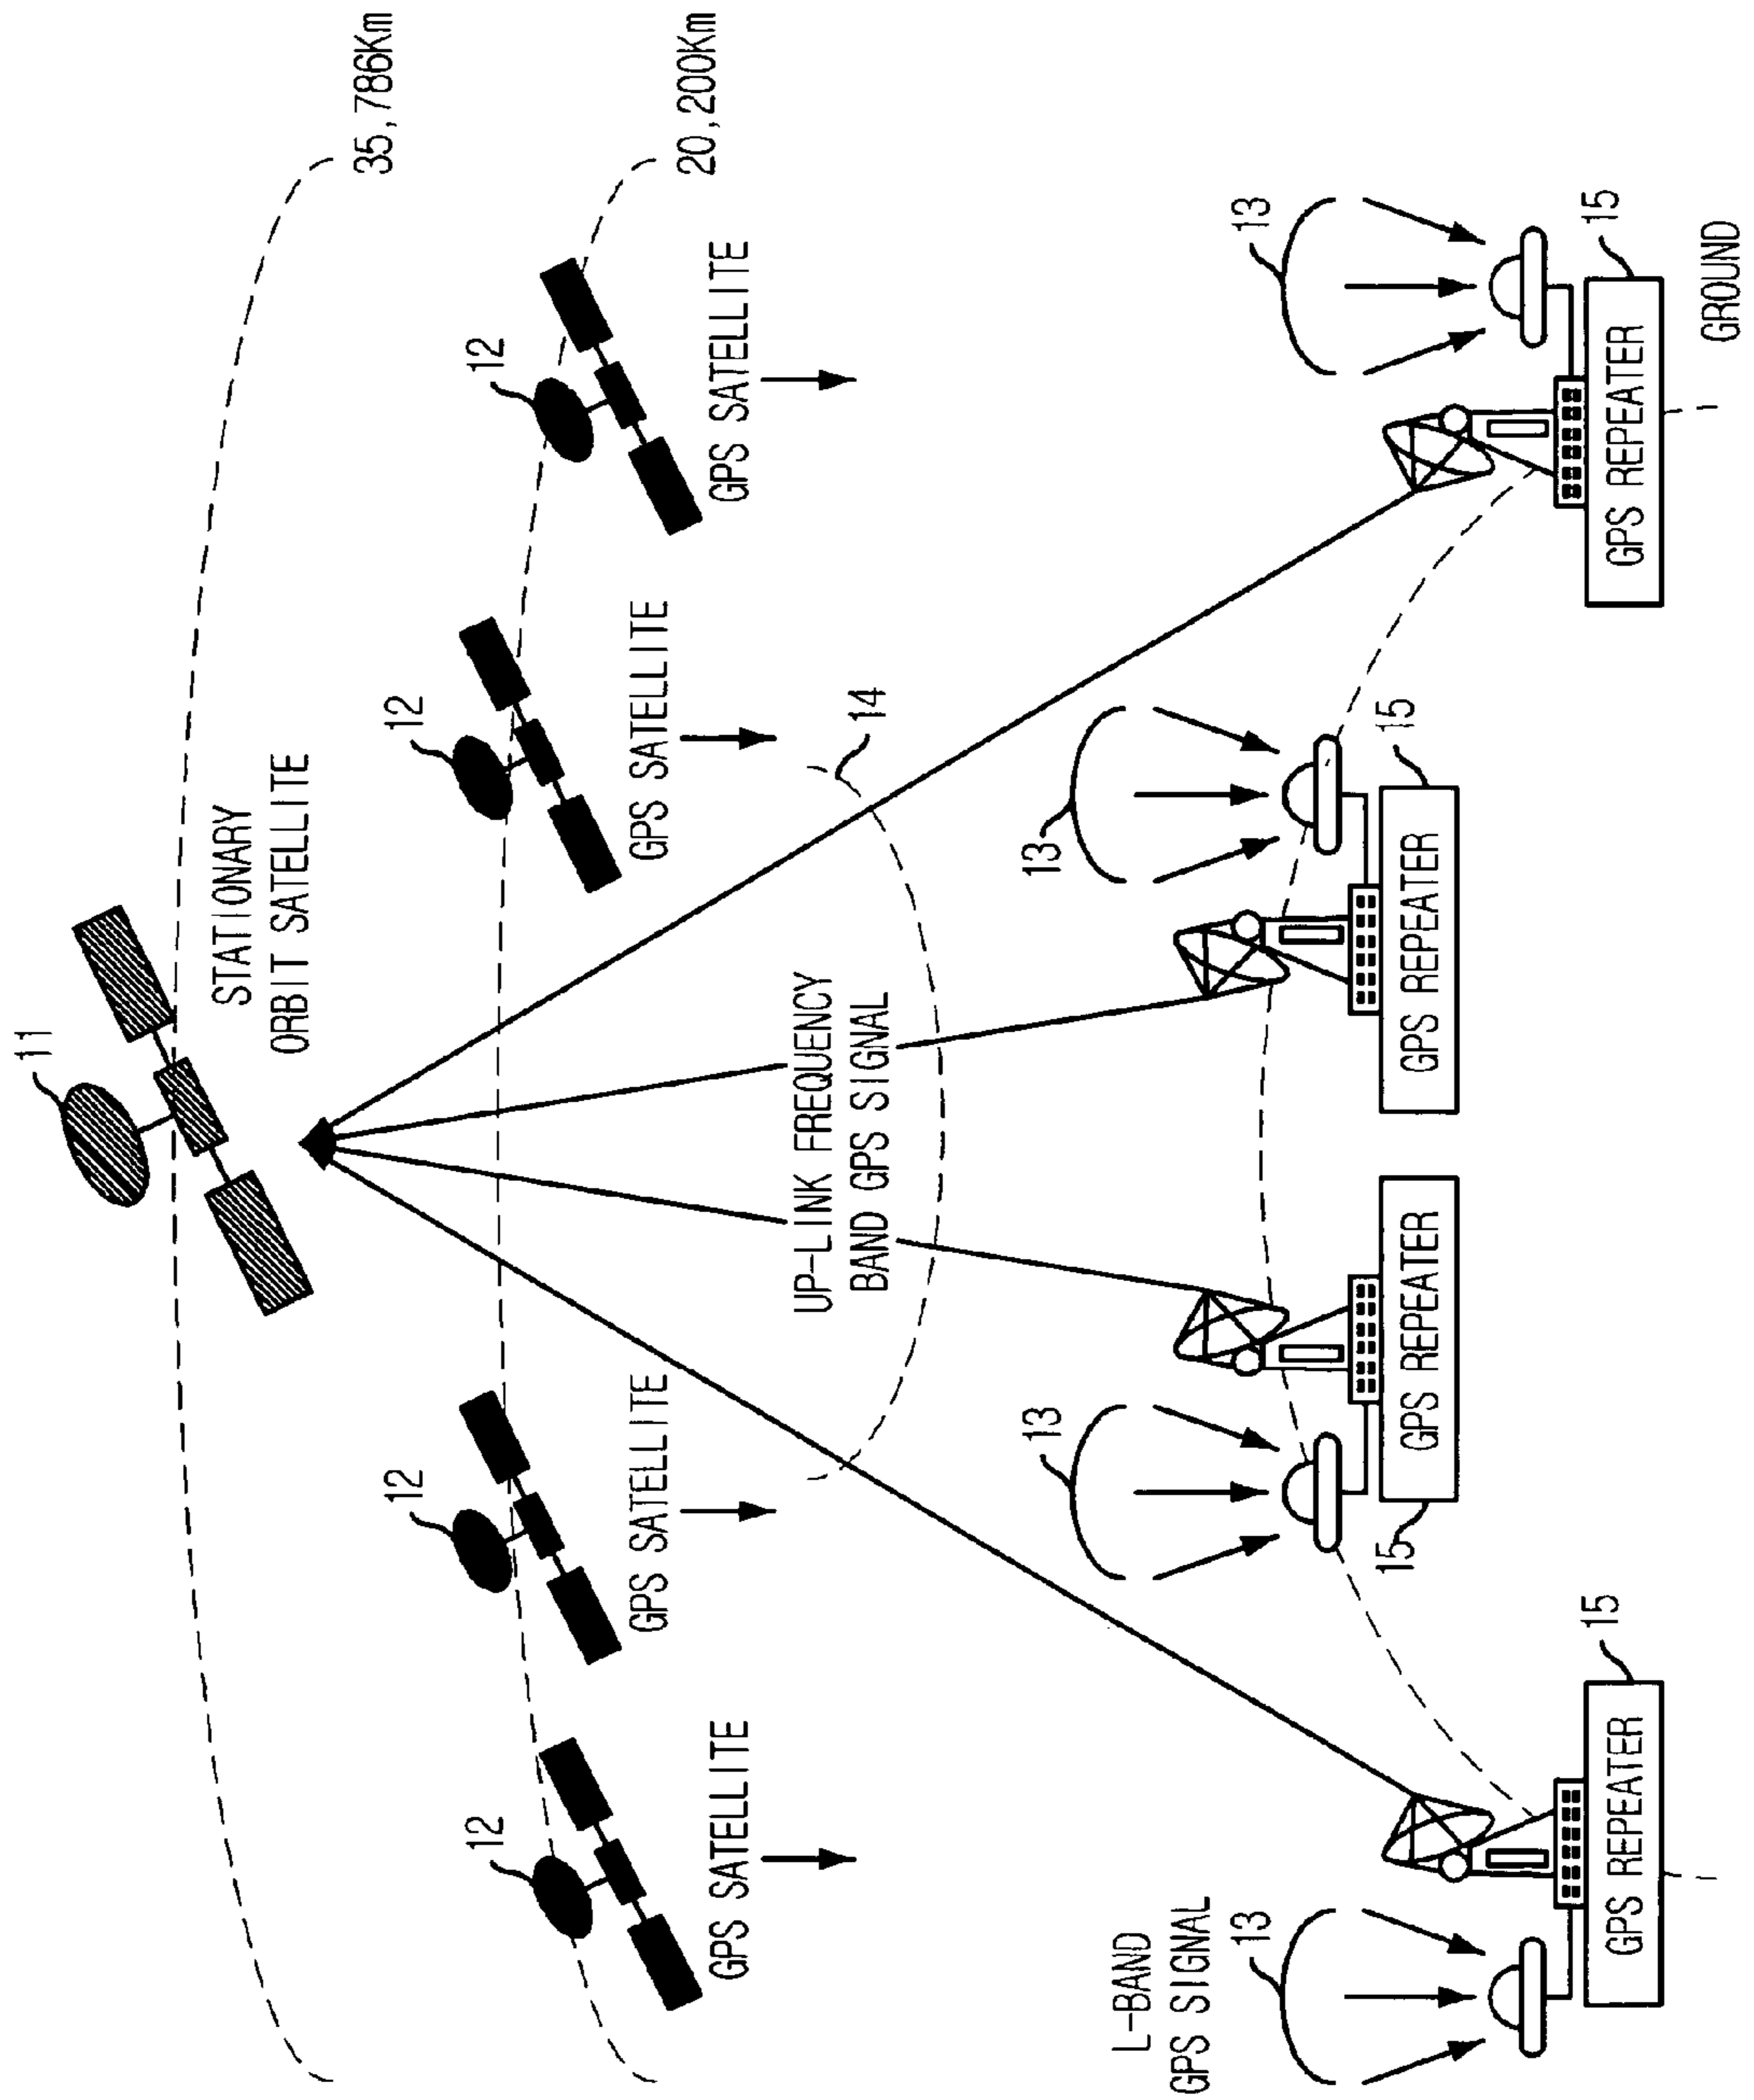 11
STATIONARY
ORBIT SATELLITE
35,786Km
12
12
12
12
GPS SATELLITE
GPS SATELLITE
GPS SATELLITE
GPS SATELLITE
20,200Km
UP-LINK FREQUENCY
BAND GPS SIGNAL
14
L-BAND
GPS SIGNAL
13
13
13
13
15
15
15
15
GPS REPEATER
GPS REPEATER
GPS REPEATER
GPS REPEATER
GROUND